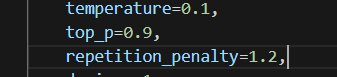 temperature=0.1,
top_p=0.9,
repetition_penalty=1.2,